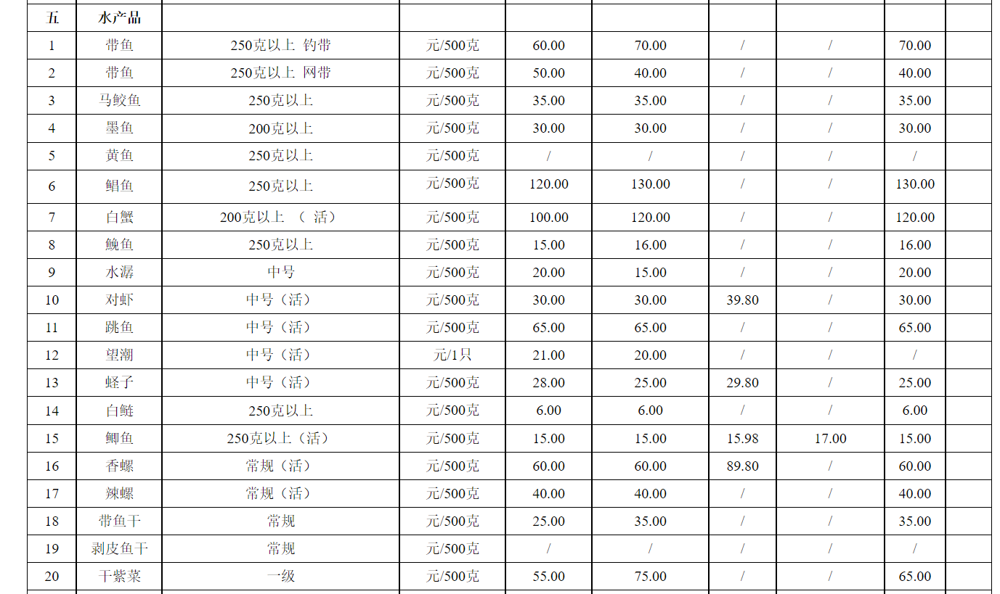 五 水产品
1 带鱼 250克以上 钓带 元/500克 60.00 70.00 / / 70.00
2 带鱼 250克以上 网带 元/500克 50.00 40.00 / / 40.00
3 马鲛鱼 250克以上 元/500克 35.00 35.00 / / 35.00
4 墨鱼 200克以上 元/500克 30.00 30.00 / / 30.00
5 黄鱼 250克以上 元/500克 / / / / /
6 鲳鱼 250克以上 元/500克 120.00 130.00 / / 130.00
7 白蟹 200克以上 （ 活） 元/500克 100.00 120.00 / / 120.00
8 鮸鱼 250克以上 元/500克 15.00 16.00 / / 16.00
9 水潺 中号 元/500克 20.00 15.00 / / 20.00
10 对虾 中号（活） 元/500克 30.00 30.00 39.80 / 30.00
11 跳鱼 中号（活） 元/500克 65.00 65.00 / / 65.00
12 望潮 中号（活） 元/1只 21.00 20.00 / / /
13 蛏子 中号（活） 元/500克 28.00 25.00 29.80 / 25.00
14 白鲢 250克以上 元/500克 6.00 6.00 / / 6.00
15 鲫鱼 250克以上（活） 元/500克 15.00 15.00 15.98 17.00 15.00
16 香螺 常规（活） 元/500克 60.00 60.00 89.80 / 60.00
17 辣螺 常规（活） 元/500克 40.00 40.00 / / 40.00
18 带鱼干 常规 元/500克 25.00 35.00 / / 35.00
19 剥皮鱼干 常规 元/500克 / / / / /
20 干紫菜 一级 元/500克 55.00 75.00 / / 65.00